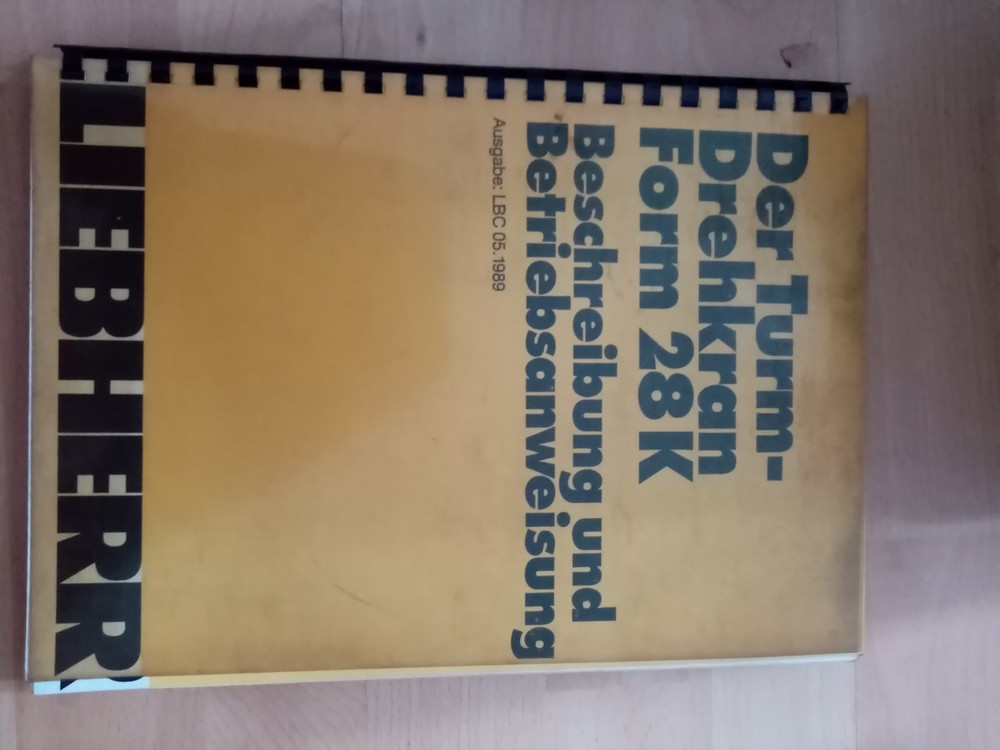 Der Turm-
Drehkran
Form 28 K
Beschreibung und
Betriebsanweisung
Ausgabe: LBC 05.1989
LIEBHERR